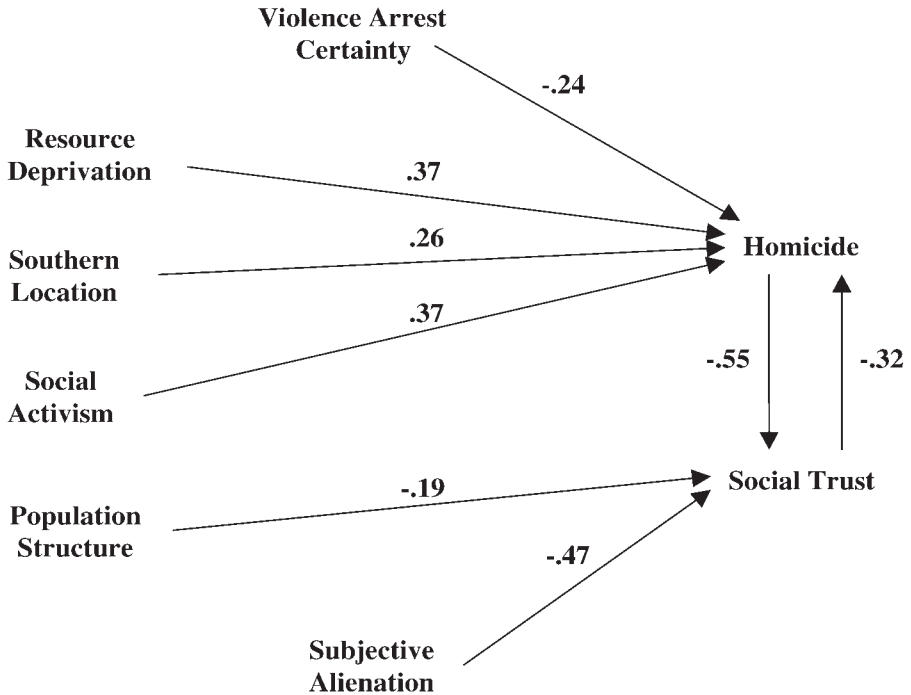 Violence Arrest
Certainty
-.24
Resource
Deprivation
.37
.26
Homicide
Southern
Location
.37
-.55
-.32
Social
Activism
Social Trust
-.19
Population
Structure
-.47
Subjective
Alienation